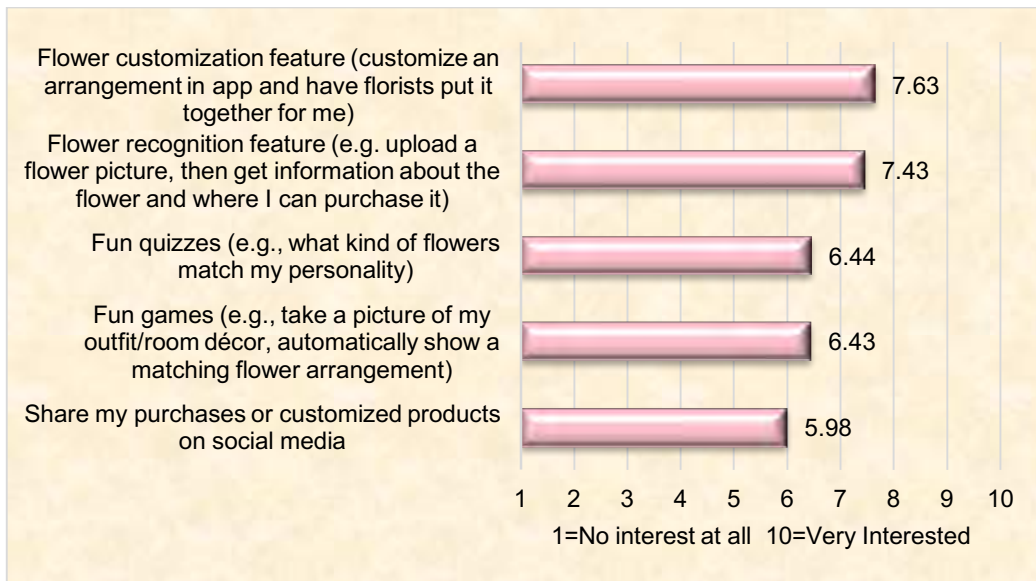 Flower customization feature (customize an
arrangement in app and have florists put it
together for me)
7.63
Flower recognition feature (e.g. upload a
flower picture, then get information about the
flower and where I can purchase it)
7.43
Fun quizzes (e.g., what kind of flowers
match my personality)
6.44
Fun games (e.g., take a picture of my
outfit/room décor, automatically show a
matching flower arrangement)
6.43
Share my purchases or customized products
on social media
5.98
1 2 3 4 5 6 7 8 9 10
1=No interest at all 10=Very Interested